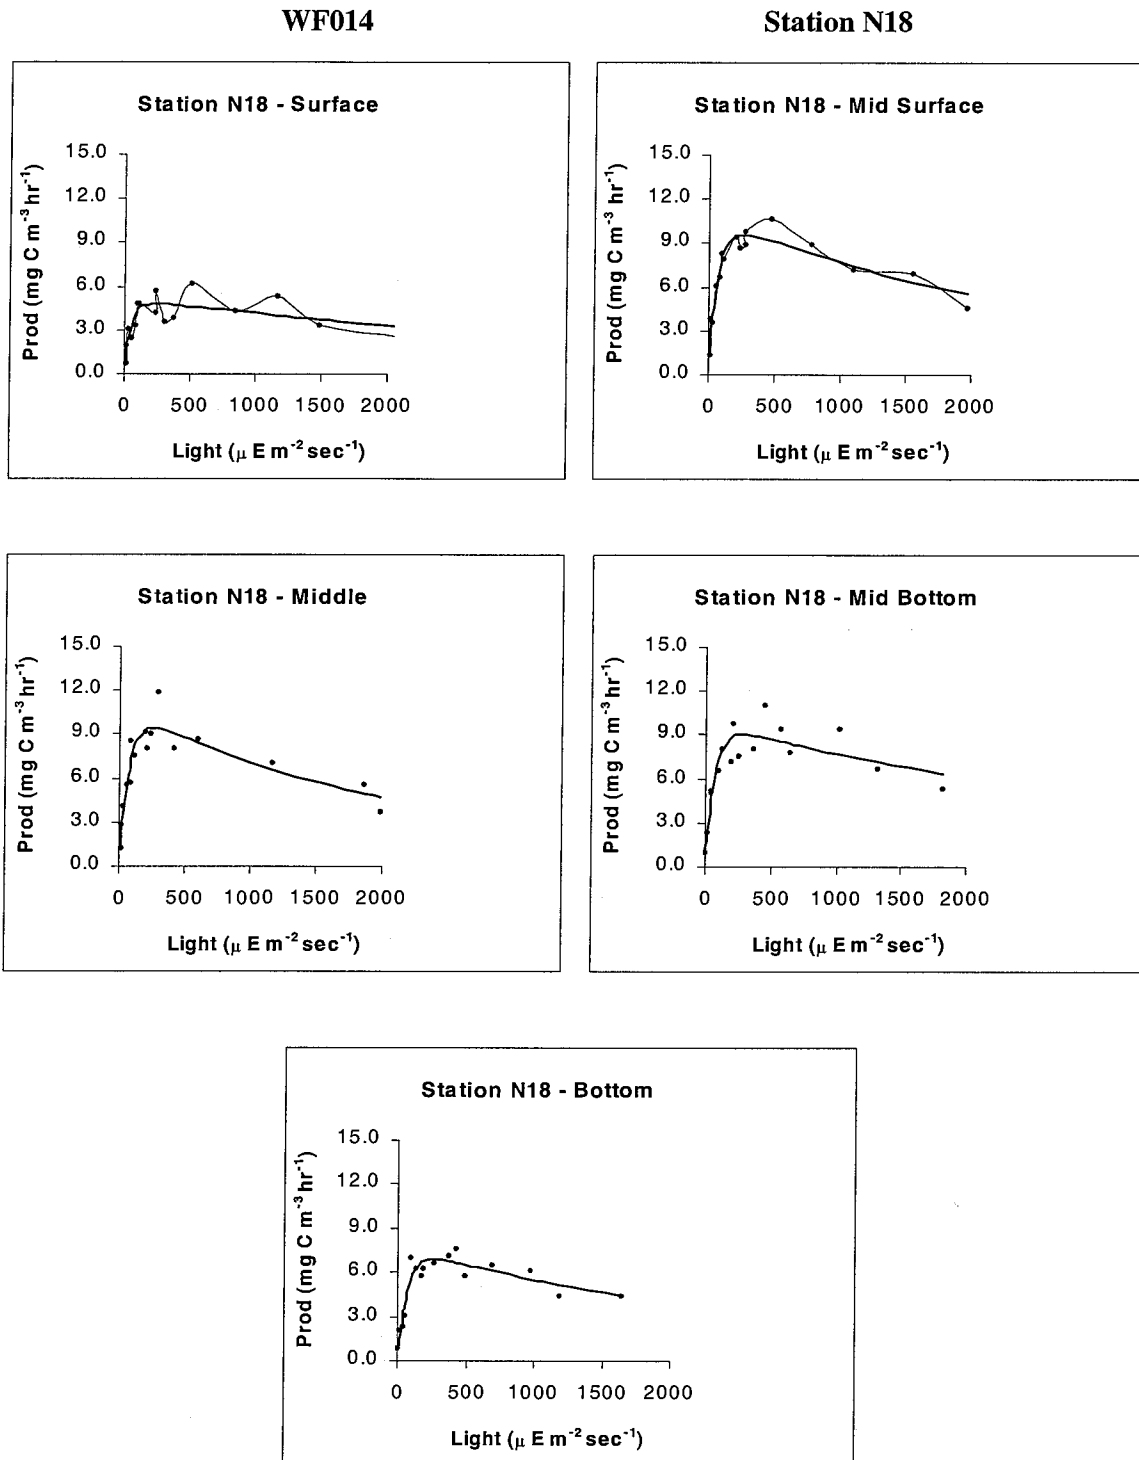 WF014
Station N18
Station N18 - Surface
Prod (mg C m⁻³ hr⁻¹)
15.0
12.0
9.0
6.0
3.0
0.0
0 500 1000 1500 2000
Light (μ E m⁻² sec⁻¹)
Station N18 - Mid Surface
Prod (mg C m⁻³ hr⁻¹)
15.0
12.0
9.0
6.0
3.0
0.0
0 500 1000 1500 2000
Light (μ E m⁻² sec⁻¹)
Station N18 - Middle
Prod (mg C m⁻³ hr⁻¹)
15.0
12.0
9.0
6.0
3.0
0.0
0 500 1000 1500 2000
Light (μ E m⁻² sec⁻¹)
Station N18 - Mid Bottom
Prod (mg C m⁻³ hr⁻¹)
15.0
12.0
9.0
6.0
3.0
0.0
0 500 1000 1500 2000
Light (μ E m⁻² sec⁻¹)
Station N18 - Bottom
Prod (mg C m⁻³ hr⁻¹)
15.0
12.0
9.0
6.0
3.0
0.0
0 500 1000 1500 2000
Light (μ E m⁻² sec⁻¹)